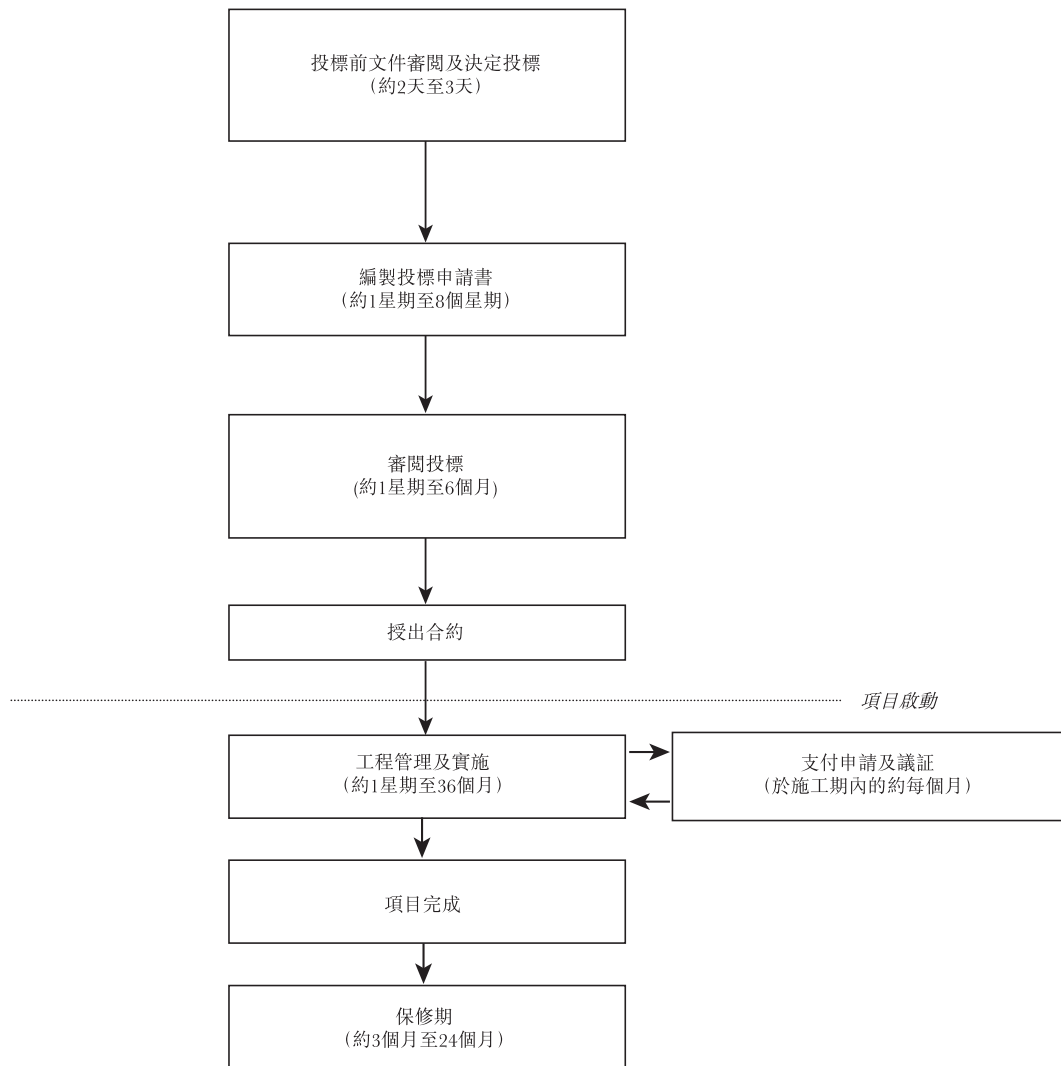 投標前文件審閱及決定投標
（約2天至3天）
編製投標申請書
（約1星期至8個星期）
審閱投標
(約1星期至6個月)
授出合約
項目啟動
工程管理及實施
（約1星期至36個月）
支付申請及議証
（於施工期內的約每個月）
項目完成
保修期
（約3個月至24個月）